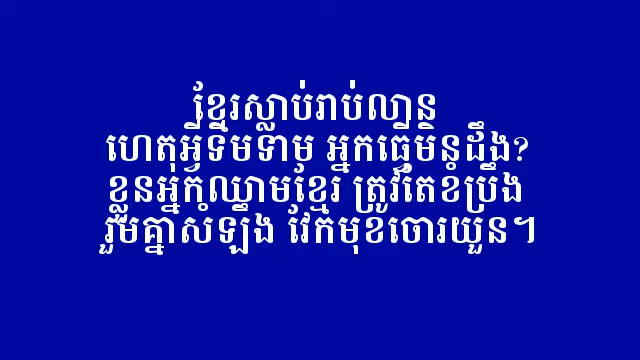 ខ្មែរស្លាប់រាប់លាន
ហេតុអ្វីទឹមទាម អ្នកធ្វើមិនដឹង?
ខ្លួនអ្នកឈាមខ្មែរ ត្រូវតែខំប្រឹង
រួមគ្នាសំឡឹង វែកមុខចោរយួន។